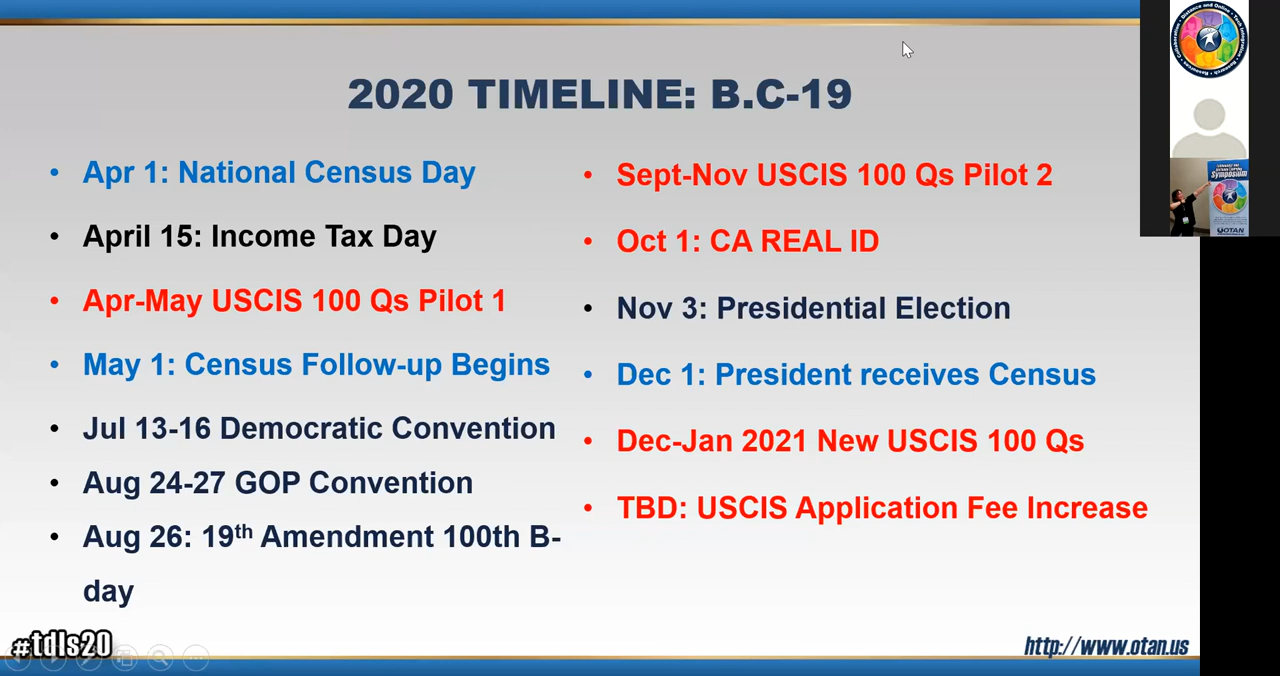 2020 TIMELINE: B.C-19
• Apr 1: National Census Day
• April 15: Income Tax Day
• Apr-May USCIS 100 Qs Pilot 1
• May 1: Census Follow-up Begins
• Jul 13-16 Democratic Convention
• Aug 24-27 GOP Convention
• Aug 26: 19th Amendment 100th B-
day
• Sept-Nov USCIS 100 Qs Pilot 2
• Oct 1: CA REAL ID
• Nov 3: Presidential Election
• Dec 1: President receives Census
• Dec-Jan 2021 New USCIS 100 Qs
• TBD: USCIS Application Fee Increase
#tdls20
http://www.otan.us
Symposium
OTAN